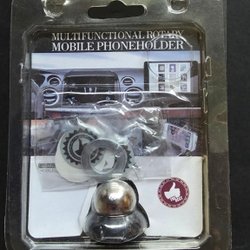 MULTIFUNCTIONAL ROTARY
MOBILE PHONEHOLDER